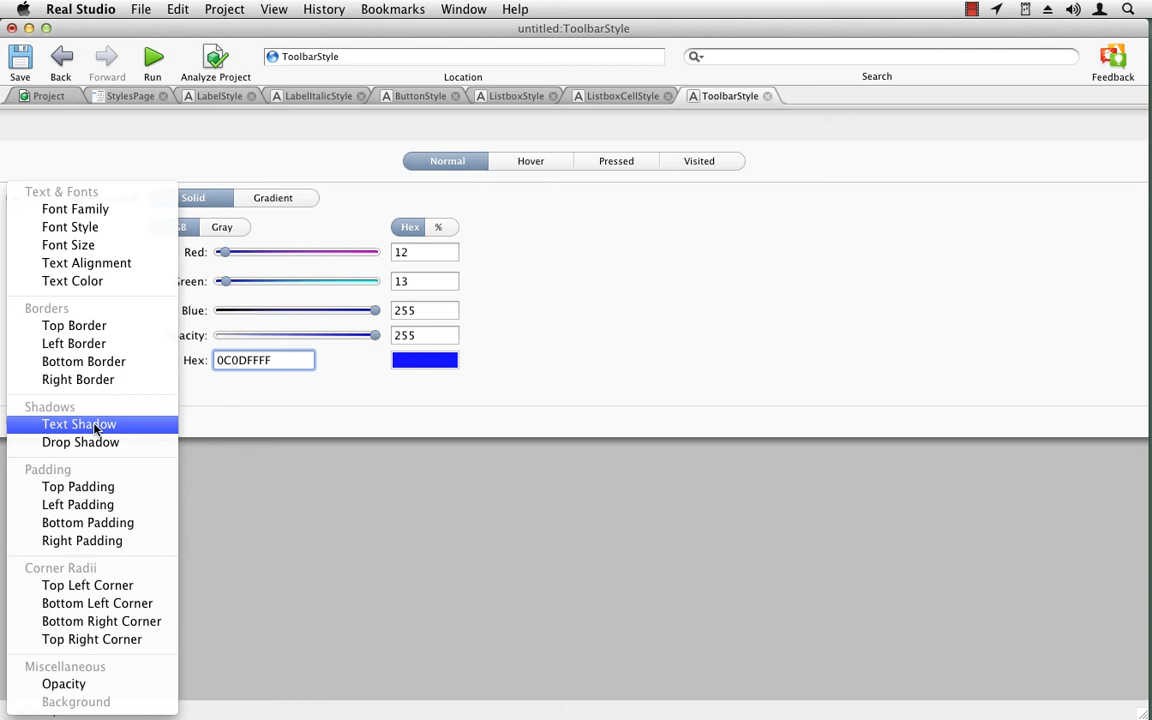 Real Studio File Edit Project View History Bookmarks Window Help
untitled:ToolbarStyle
ToolbarStyle
Save Back Forward Run Analyze Project Location Search Feedback
Project StylesPage LabelStyle LabelItalicStyle ButtonStyle ListboxStyle ListboxCellStyle ToolbarStyle
Normal Hover Pressed Visited
Text & Fonts
Solid Gradient
Font Family
Font Style
Gray
Hex %
Font Size
Red: 12
Text Alignment
Text Color
Green: 13
Borders
Blue: 255
Top Border
Opacity: 255
Left Border
Bottom Border
Hex: 0C0DFFFF
Right Border
Shadows
Text Shadow
Drop Shadow
Padding
Top Padding
Left Padding
Bottom Padding
Right Padding
Corner Radii
Top Left Corner
Bottom Left Corner
Bottom Right Corner
Top Right Corner
Miscellaneous
Opacity
Background